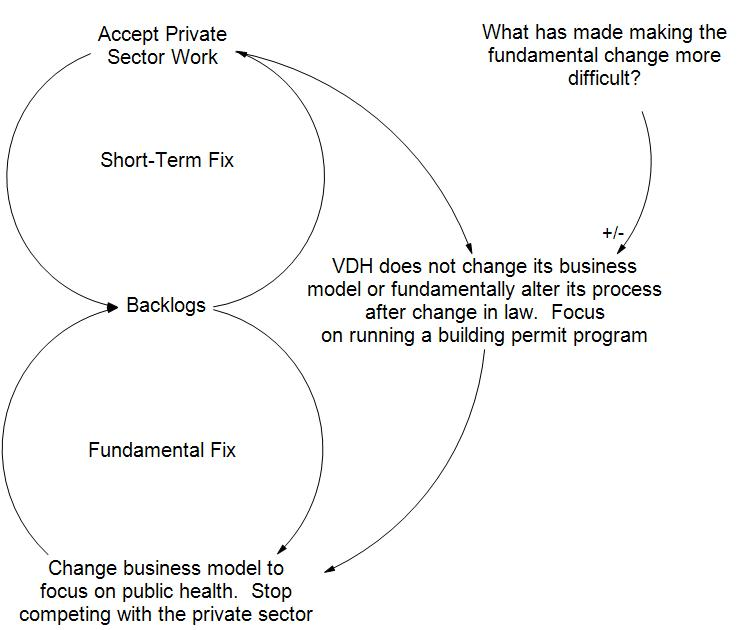 Accept Private
Sector Work
What has made making the
fundamental change more
difficult?
Short-Term Fix
+/-
VDH does not change its business
model or fundamentally alter its process
after change in law. Focus
on running a building permit program
Backlogs
Fundamental Fix
Change business model to
focus on public health. Stop
competing with the private sector